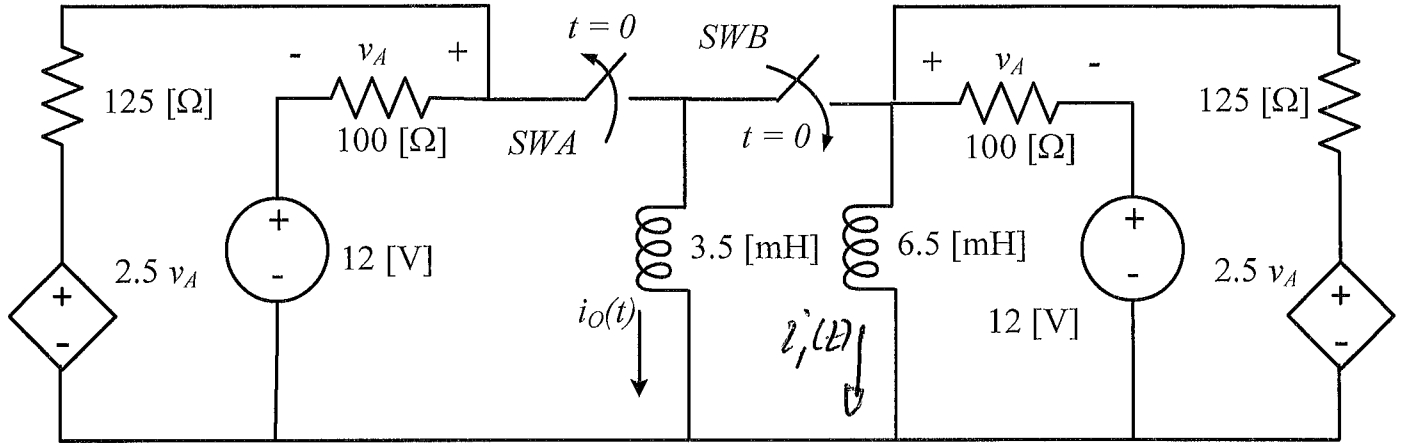 t = 0
SWB
- v_A +
+ v_A -
125 [Ω]
100 [Ω]
SWA
t = 0
100 [Ω]
125 [Ω]
2.5 v_A
+
-
+
-
12 [V]
3.5 [mH]
6.5 [mH]
+
-
12 [V]
2.5 v_A
+
-
i_O(t)
i_1(t)